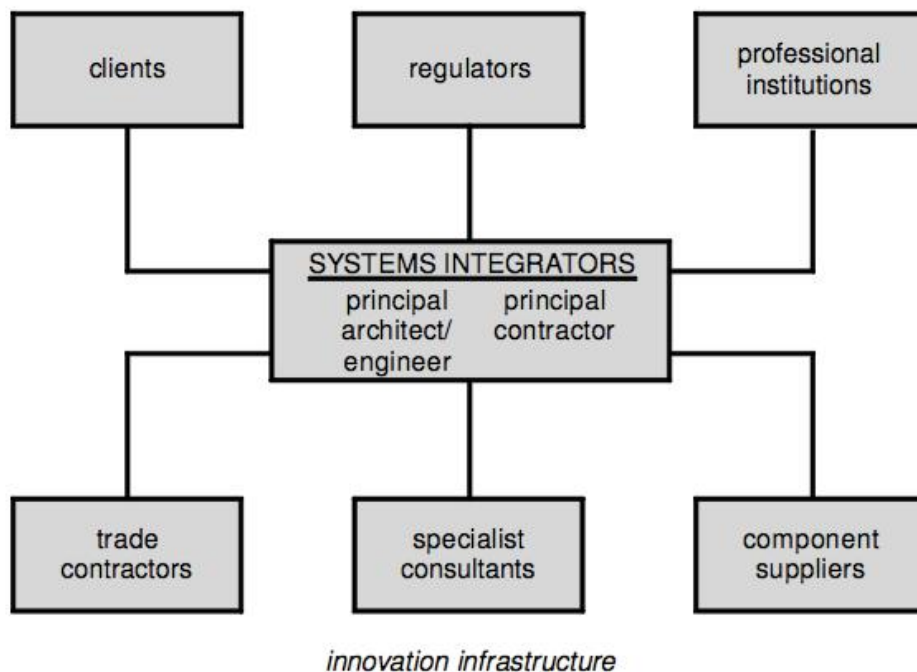 clients
regulators
professional
institutions
SYSTEMS INTEGRATORS
principal
architect/
engineer
principal
contractor
trade
contractors
specialist
consultants
component
suppliers
innovation infrastructure